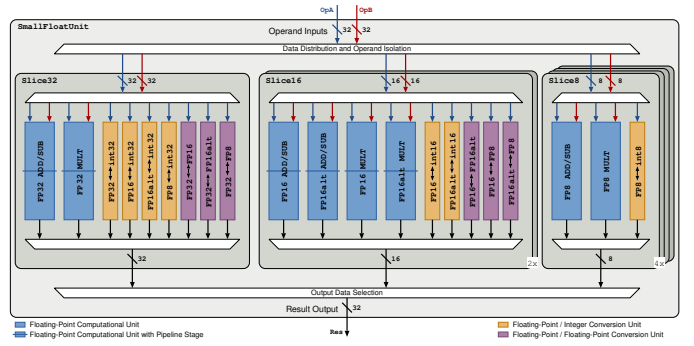 OpA OpB
SmallFloatUnit
Operand Inputs 32 32
Data Distribution and Operand Isolation
Slice32 32 32
Slice16 16 16
Slice8 8 8
FP32 ADD/SUB
FP32 MULT
FP32↔int32
FP16↔int32
FP16alt↔int32
FP8↔int32
FP32↔FP16
FP32↔FP16alt
FP32↔FP8
FP16 ADD/SUB
FP16alt ADD/SUB
FP16 MULT
FP16alt MULT
FP16↔int16
FP16alt↔int16
FP16↔FP16alt
FP16↔FP8
FP16alt↔FP8
FP8 ADD/SUB
FP8 MULT
FP8↔int8
32
16
8
2x
4x
Output Data Selection
Result Output 32
Res
Floating-Point Computational Unit
Floating-Point Computational Unit with Pipeline Stage
Floating-Point / Integer Conversion Unit
Floating-Point / Floating-Point Conversion Unit